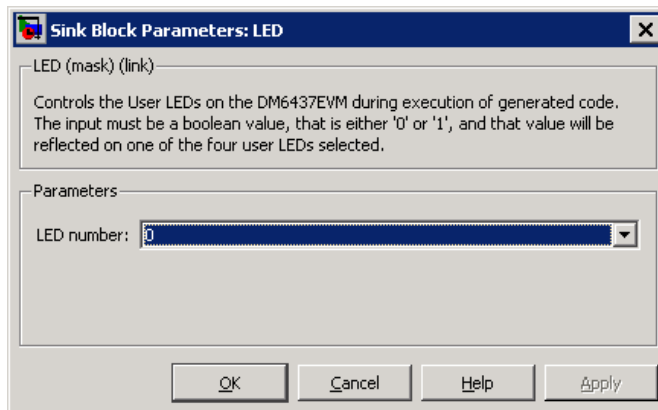 Sink Block Parameters: LED
LED (mask) (link)
Controls the User LEDs on the DM6437EVM during execution of generated code.
The input must be a boolean value, that is either '0' or '1', and that value will be
reflected on one of the four user LEDs selected.
Parameters
LED number: 0
OK Cancel Help Apply